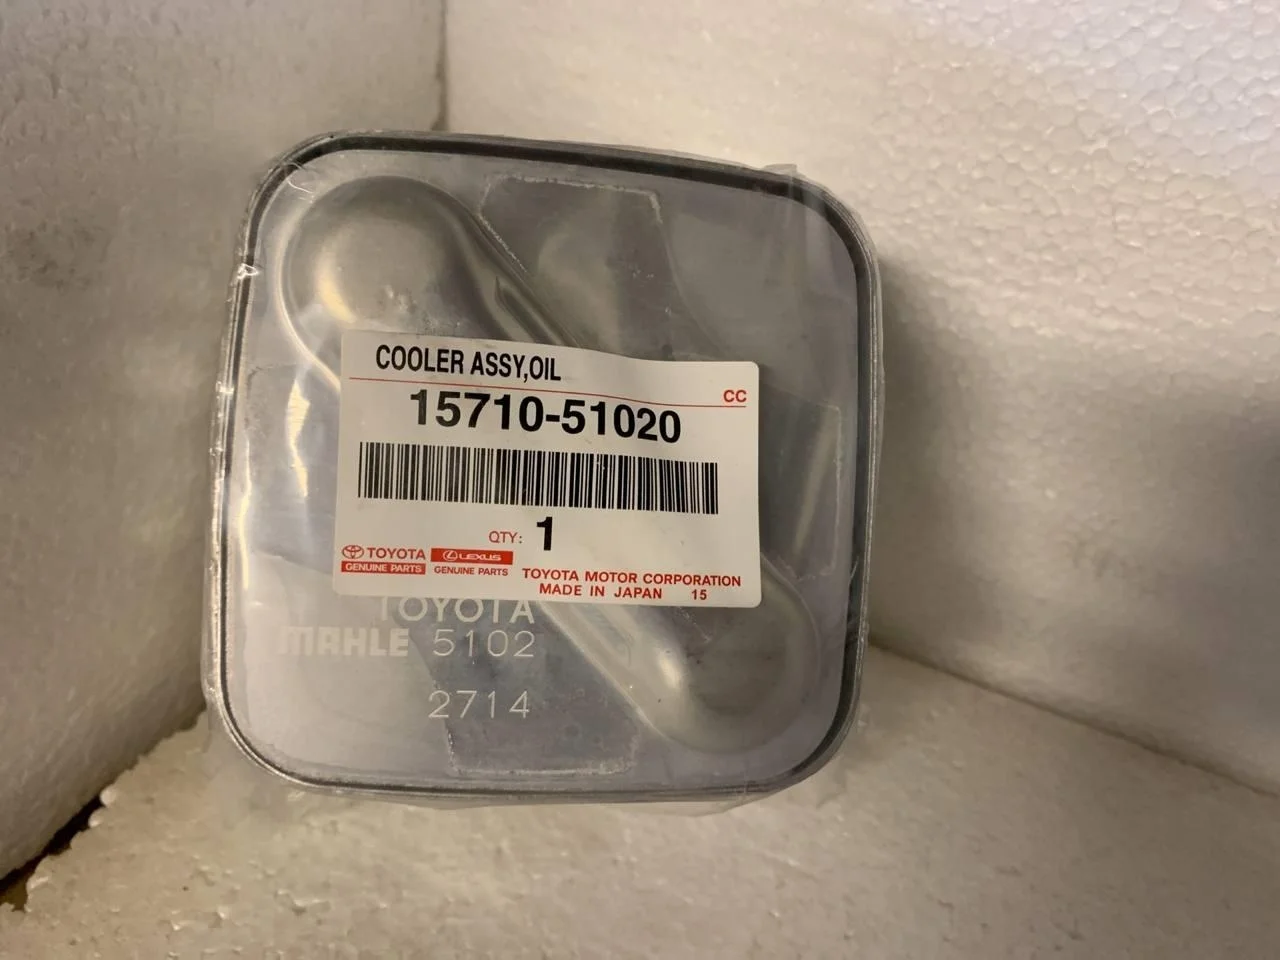 COOLER ASSY,OIL
CC
15710-51020
QTY: 1
TOYOTA LEXUS
GENUINE PARTS GENUINE PARTS
TOYOTA MOTOR CORPORATION
MADE IN JAPAN 15
TOYOTA
MAHLE 5102
2714